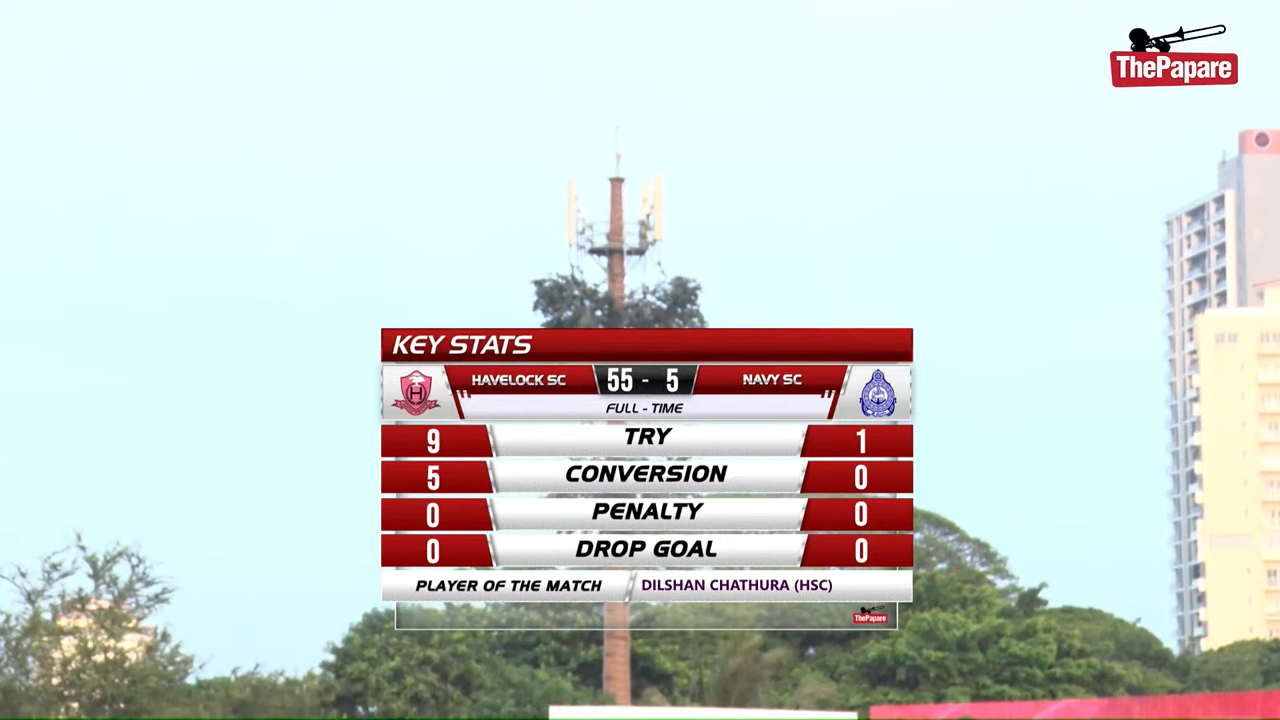 ThePapare
KEY STATS
HAVELOCK SC 55 - 5 NAVY SC
H
FULL - TIME
9 TRY 1
5 CONVERSION 0
0 PENALTY 0
0 DROP GOAL 0
PLAYER OF THE MATCH DILSHAN CHATHURA (HSC)
ThePapare